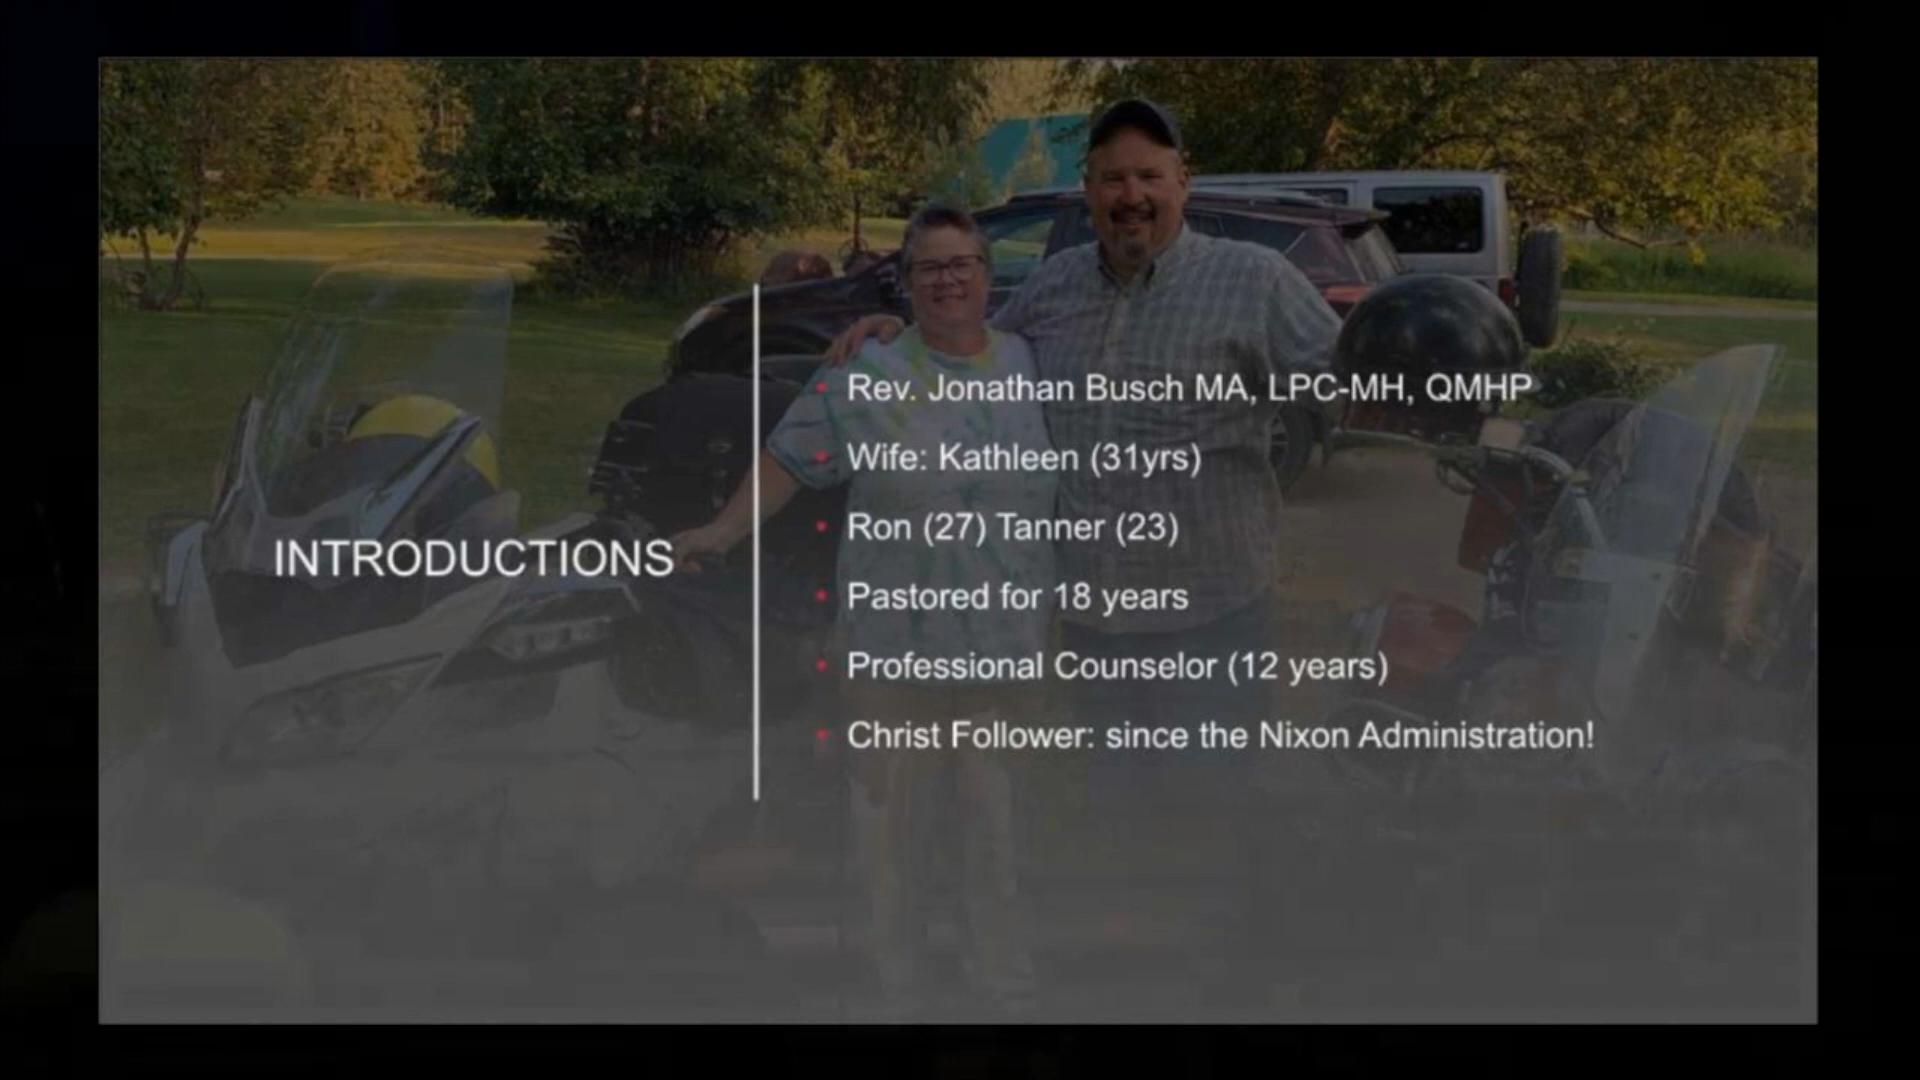 INTRODUCTIONS
Rev. Jonathan Busch MA, LPC-MH, QMHP
Wife: Kathleen (31yrs)
Ron (27) Tanner (23)
Pastored for 18 years
Professional Counselor (12 years)
Christ Follower: since the Nixon Administration!